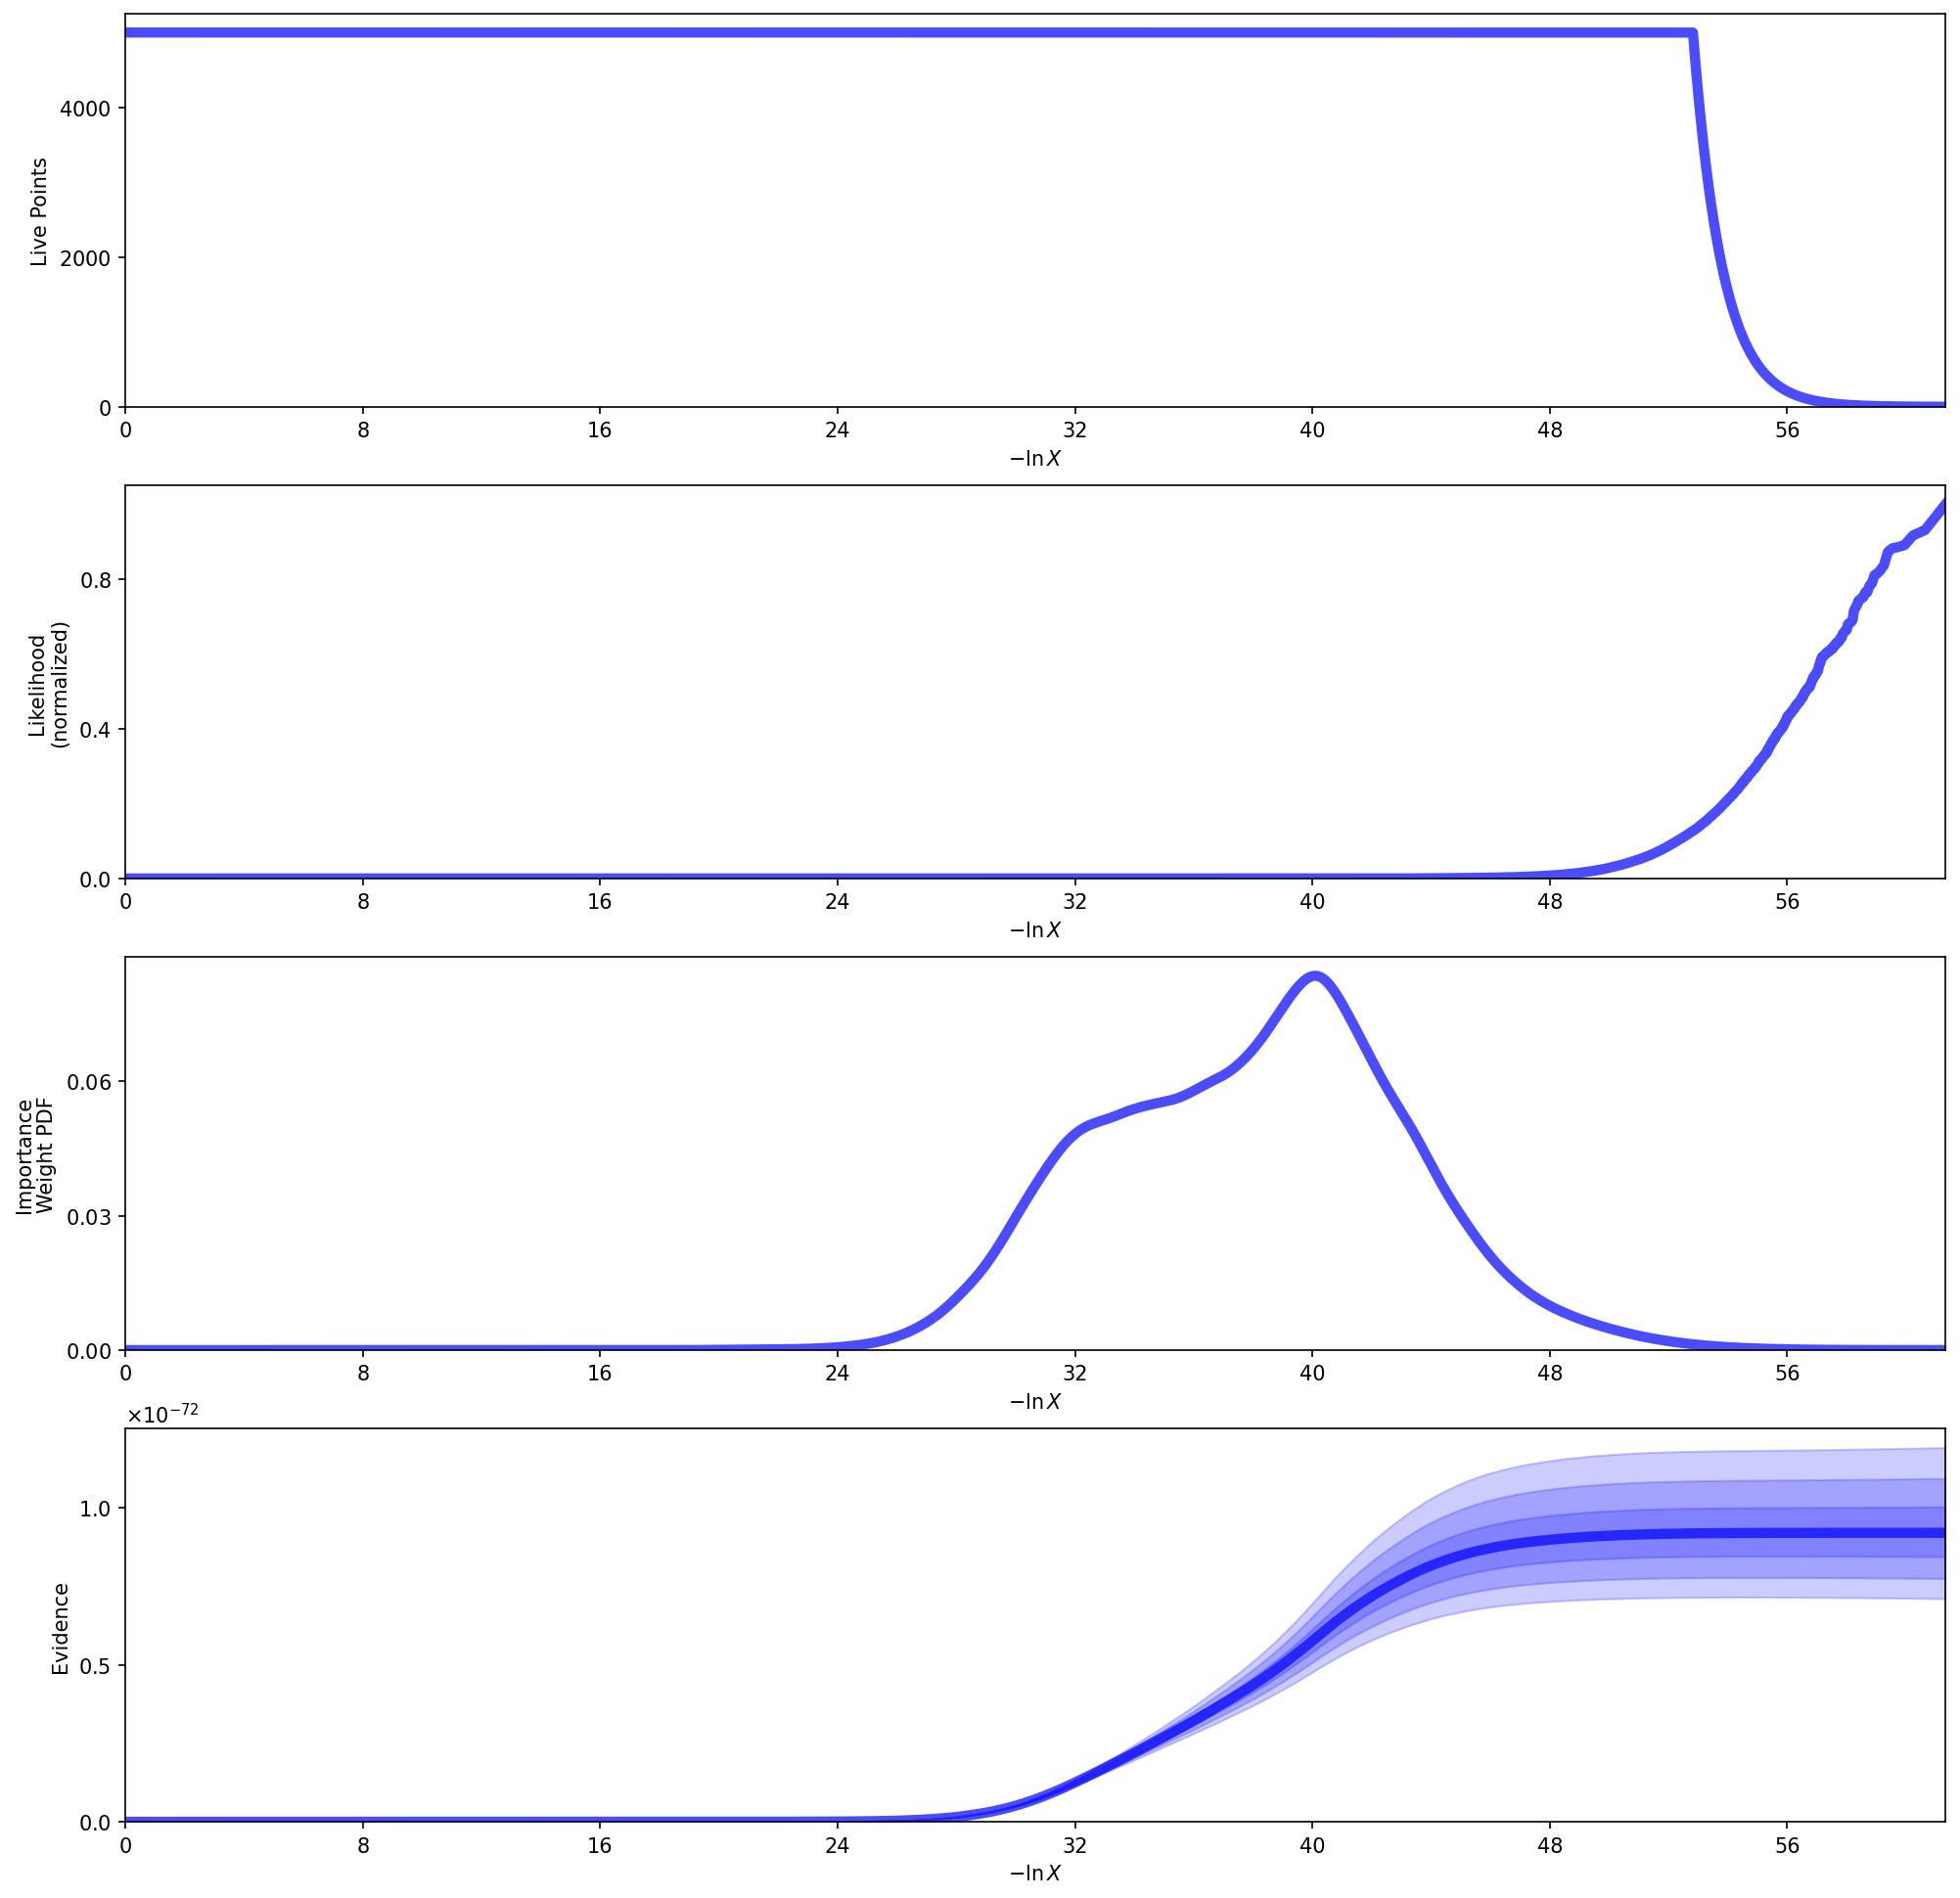 4000
2000
0
Live Points
0 8 16 24 32 40 48 56
−ln X
0.8
0.4
0.0
Likelihood
(normalized)
0 8 16 24 32 40 48 56
−ln X
0.06
0.03
0.00
Importance
Weight PDF
0 8 16 24 32 40 48 56
−ln X
×10⁻⁷²
1.0
0.5
0.0
Evidence
0 8 16 24 32 40 48 56
−ln X